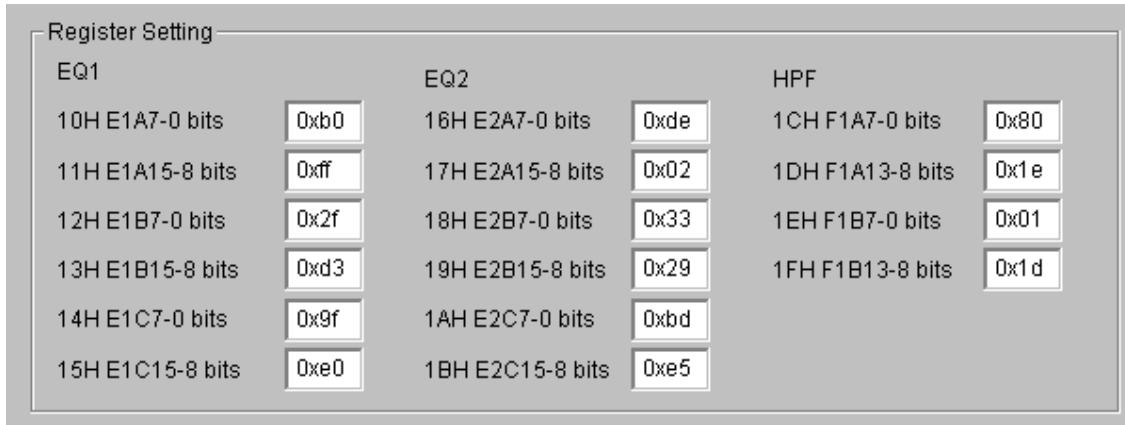 Register Setting
EQ1 EQ2 HPF
10H E1A7-0 bits 0xb0 16H E2A7-0 bits 0xde 1CH F1A7-0 bits 0x80
11H E1A15-8 bits 0xff 17H E2A15-8 bits 0x02 1DH F1A13-8 bits 0x1e
12H E1B7-0 bits 0x2f 18H E2B7-0 bits 0x33 1EH F1B7-0 bits 0x01
13H E1B15-8 bits 0xd3 19H E2B15-8 bits 0x29 1FH F1B13-8 bits 0x1d
14H E1C7-0 bits 0x9f 1AH E2C7-0 bits 0xbd
15H E1C15-8 bits 0xe0 1BH E2C15-8 bits 0xe5